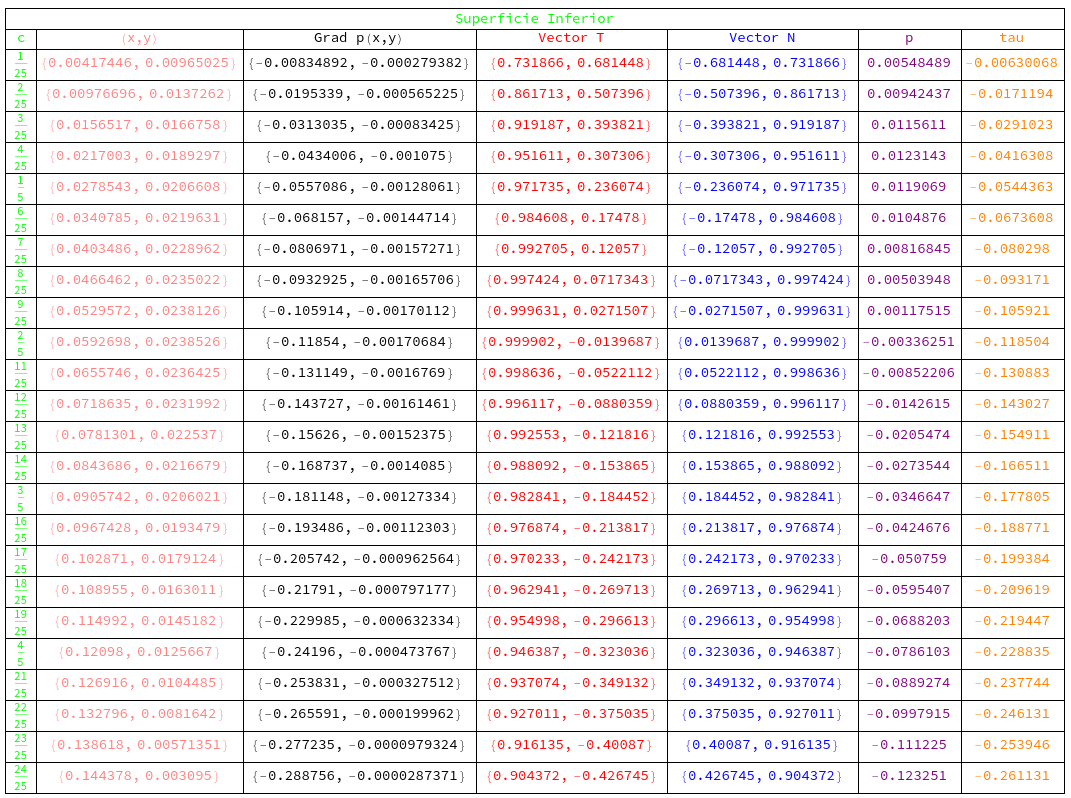 Superficie Inferior
c (x,y) Grad p(x,y) Vector T Vector N p tau
1/25 {0.00417446, 0.00965025} {-0.00834892, -0.000279382} {0.731866, 0.681448} {-0.681448, 0.731866} 0.00548489 -0.00630068
2/25 {0.00976696, 0.0137262} {-0.0195339, -0.000565225} {0.861713, 0.507396} {-0.507396, 0.861713} 0.00942437 -0.0171194
3/25 {0.0156517, 0.0166758} {-0.0313035, -0.00083425} {0.919187, 0.393821} {-0.393821, 0.919187} 0.0115611 -0.0291023
4/25 {0.0217003, 0.0189297} {-0.0434006, -0.001075} {0.951611, 0.307306} {-0.307306, 0.951611} 0.0123143 -0.0416308
1/5 {0.0278543, 0.0206608} {-0.0557086, -0.00128061} {0.971735, 0.236074} {-0.236074, 0.971735} 0.0119069 -0.0544363
6/25 {0.0340785, 0.0219631} {-0.068157, -0.00144714} {0.984608, 0.17478} {-0.17478, 0.984608} 0.0104876 -0.0673608
7/25 {0.0403486, 0.0228962} {-0.0806971, -0.00157271} {0.992705, 0.12057} {-0.12057, 0.992705} 0.00816845 -0.080298
8/25 {0.0466462, 0.0235022} {-0.0932925, -0.00165706} {0.997424, 0.0717343} {-0.0717343, 0.997424} 0.00503948 -0.093171
9/25 {0.0529572, 0.0238126} {-0.105914, -0.00170112} {0.999631, 0.0271507} {-0.0271507, 0.999631} 0.00117515 -0.105921
2/5 {0.0592698, 0.0238526} {-0.11854, -0.00170684} {0.999902, -0.0139687} {0.0139687, 0.999902} -0.00336251 -0.118504
11/25 {0.0655746, 0.0236425} {-0.131149, -0.0016769} {0.998636, -0.0522112} {0.0522112, 0.998636} -0.00852206 -0.130883
12/25 {0.0718635, 0.0231992} {-0.143727, -0.00161461} {0.996117, -0.0880359} {0.0880359, 0.996117} -0.0142615 -0.143027
13/25 {0.0781301, 0.022537} {-0.15626, -0.00152375} {0.992553, -0.121816} {0.121816, 0.992553} -0.0205474 -0.154911
14/25 {0.0843686, 0.0216679} {-0.168737, -0.0014085} {0.988092, -0.153865} {0.153865, 0.988092} -0.0273544 -0.166511
3/5 {0.0905742, 0.0206021} {-0.181148, -0.00127334} {0.982841, -0.184452} {0.184452, 0.982841} -0.0346647 -0.177805
16/25 {0.0967428, 0.0193479} {-0.193486, -0.00112303} {0.976874, -0.213817} {0.213817, 0.976874} -0.0424676 -0.188771
17/25 {0.102871, 0.0179124} {-0.205742, -0.000962564} {0.970233, -0.242173} {0.242173, 0.970233} -0.050759 -0.199384
18/25 {0.108955, 0.0163011} {-0.21791, -0.000797177} {0.962941, -0.269713} {0.269713, 0.962941} -0.0595407 -0.209619
19/25 {0.114992, 0.0145182} {-0.229985, -0.000632334} {0.954998, -0.296613} {0.296613, 0.954998} -0.0688203 -0.219447
4/5 {0.12098, 0.0125667} {-0.24196, -0.000473767} {0.946387, -0.323036} {0.323036, 0.946387} -0.0786103 -0.228835
21/25 {0.126916, 0.0104485} {-0.253831, -0.000327512} {0.937074, -0.349132} {0.349132, 0.937074} -0.0889274 -0.237744
22/25 {0.132796, 0.0081642} {-0.265591, -0.000199962} {0.927011, -0.375035} {0.375035, 0.927011} -0.0997915 -0.246131
23/25 {0.138618, 0.00571351} {-0.277235, -0.0000979324} {0.916135, -0.40087} {0.40087, 0.916135} -0.111225 -0.253946
24/25 {0.144378, 0.003095} {-0.288756, -0.0000287371} {0.904372, -0.426745} {0.426745, 0.904372} -0.123251 -0.261131